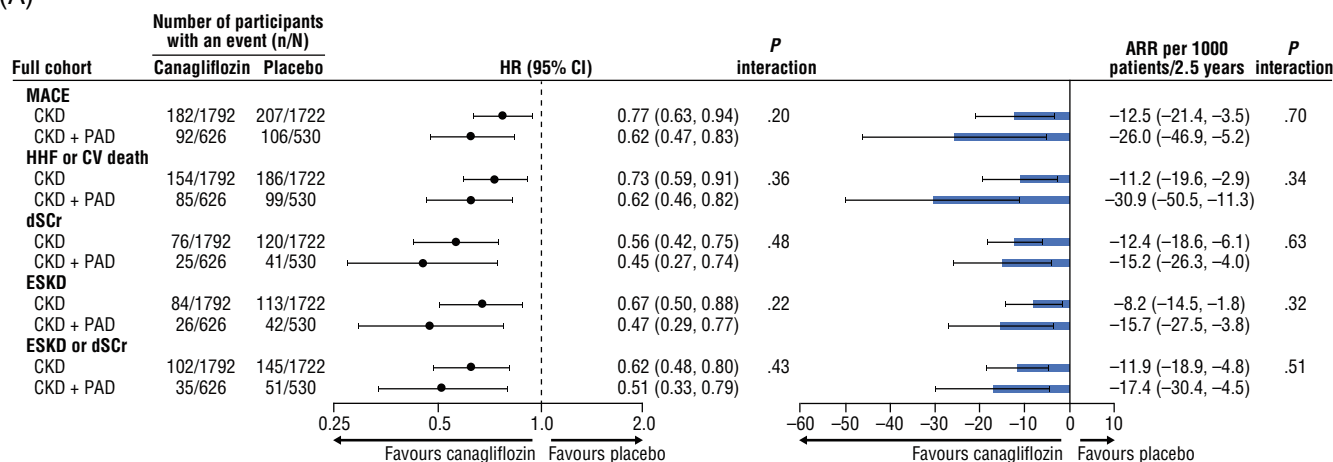 (A)
Number of participants
with an event (n/N) P ARR per 1000 P
Full cohort Canagliflozin Placebo HR (95% CI) interaction patients/2.5 years interaction
MACE
CKD 182/1792 207/1722 0.77 (0.63, 0.94) .20 −12.5 (−21.4, −3.5) .70
CKD + PAD 92/626 106/530 0.62 (0.47, 0.83) −26.0 (−46.9, −5.2)
HHF or CV death
CKD 154/1792 186/1722 0.73 (0.59, 0.91) .36 −11.2 (−19.6, −2.9) .34
CKD + PAD 85/626 99/530 0.62 (0.46, 0.82) −30.9 (−50.5, −11.3)
dSCr
CKD 76/1792 120/1722 0.56 (0.42, 0.75) .48 −12.4 (−18.6, −6.1) .63
CKD + PAD 25/626 41/530 0.45 (0.27, 0.74) −15.2 (−26.3, −4.0)
ESKD
CKD 84/1792 113/1722 0.67 (0.50, 0.88) .22 −8.2 (−14.5, −1.8) .32
CKD + PAD 26/626 42/530 0.47 (0.29, 0.77) −15.7 (−27.5, −3.8)
ESKD or dSCr
CKD 102/1792 145/1722 0.62 (0.48, 0.80) .43 −11.9 (−18.9, −4.8) .51
CKD + PAD 35/626 51/530 0.51 (0.33, 0.79) −17.4 (−30.4, −4.5)
0.25 0.5 1.0 2.0 −60 −50 −40 −30 −20 −10 0 10
Favours canagliflozin Favours placebo Favours canagliflozin Favours placebo